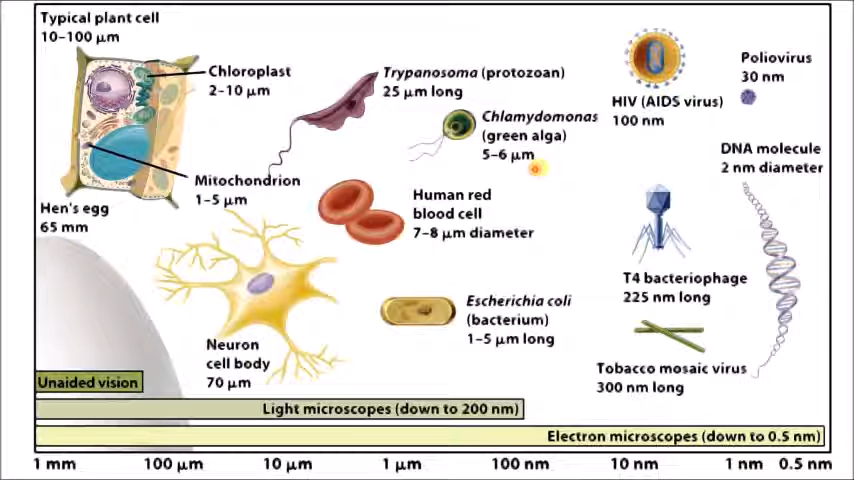 Typical plant cell
10–100 μm
Chloroplast
2–10 μm
Mitochondrion
1–5 μm
Hen's egg
65 mm
Trypanosoma (protozoan)
25 μm long
Chlamydomonas
(green alga)
5–6 μm
Human red
blood cell
7–8 μm diameter
Neuron
cell body
70 μm
Escherichia coli
(bacterium)
1–5 μm long
HIV (AIDS virus)
100 nm
Poliovirus
30 nm
DNA molecule
2 nm diameter
T4 bacteriophage
225 nm long
Tobacco mosaic virus
300 nm long
Unaided vision
Light microscopes (down to 200 nm)
Electron microscopes (down to 0.5 nm)
1 mm 100 μm 10 μm 1 μm 100 nm 10 nm 1 nm 0.5 nm